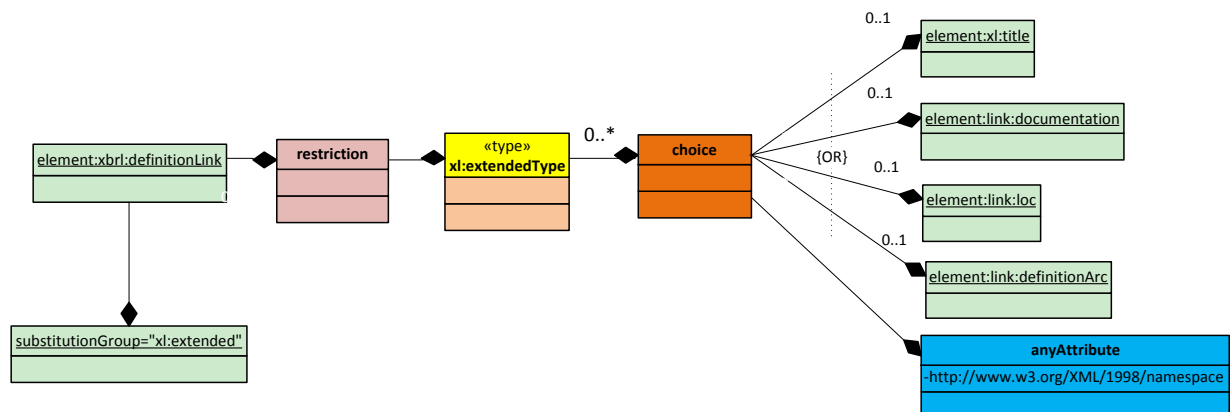 0..1
element:xl:title
0..1
element:link:documentation
«type»
xl:extendedType
0..*
choice
restriction
element:xbrl:definitionLink
{OR}
0..1
element:link:loc
0..1
element:link:definitionArc
substitutionGroup="xl:extended"
anyAttribute
-http://www.w3.org/XML/1998/namespace